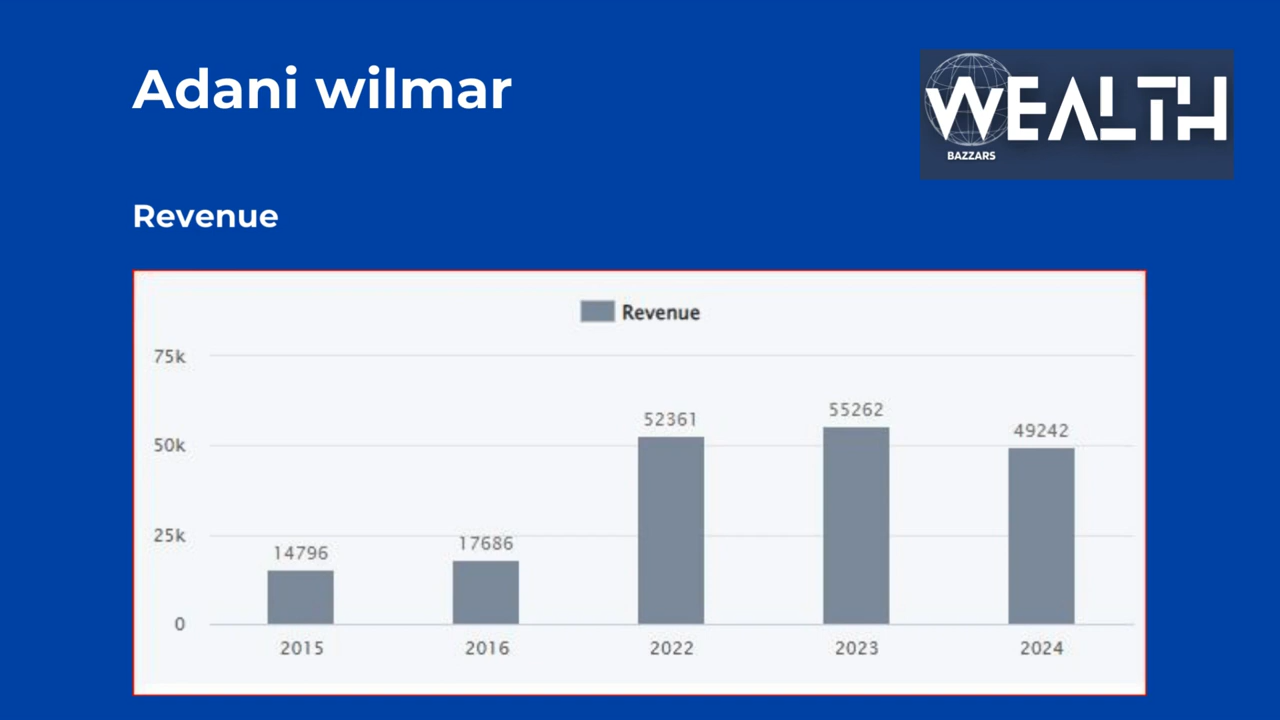 Adani wilmar
WEALTH
BAZZARS
Revenue
Revenue
75k
50k
25k
0
14796
17686
52361
55262
49242
2015
2016
2022
2023
2024